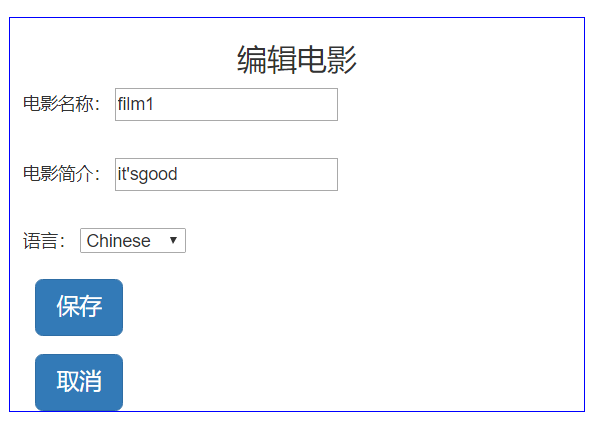 编辑电影
电影名称： film1
电影简介： it'sgood
语言： Chinese
保存
取消